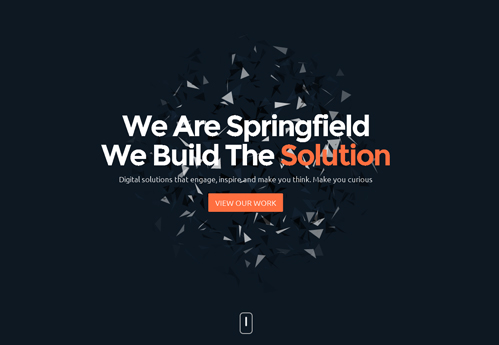 We Are Springfield
We Build The Solution
Digital solutions that engage, inspire and make you think. Make you curious
VIEW OUR WORK